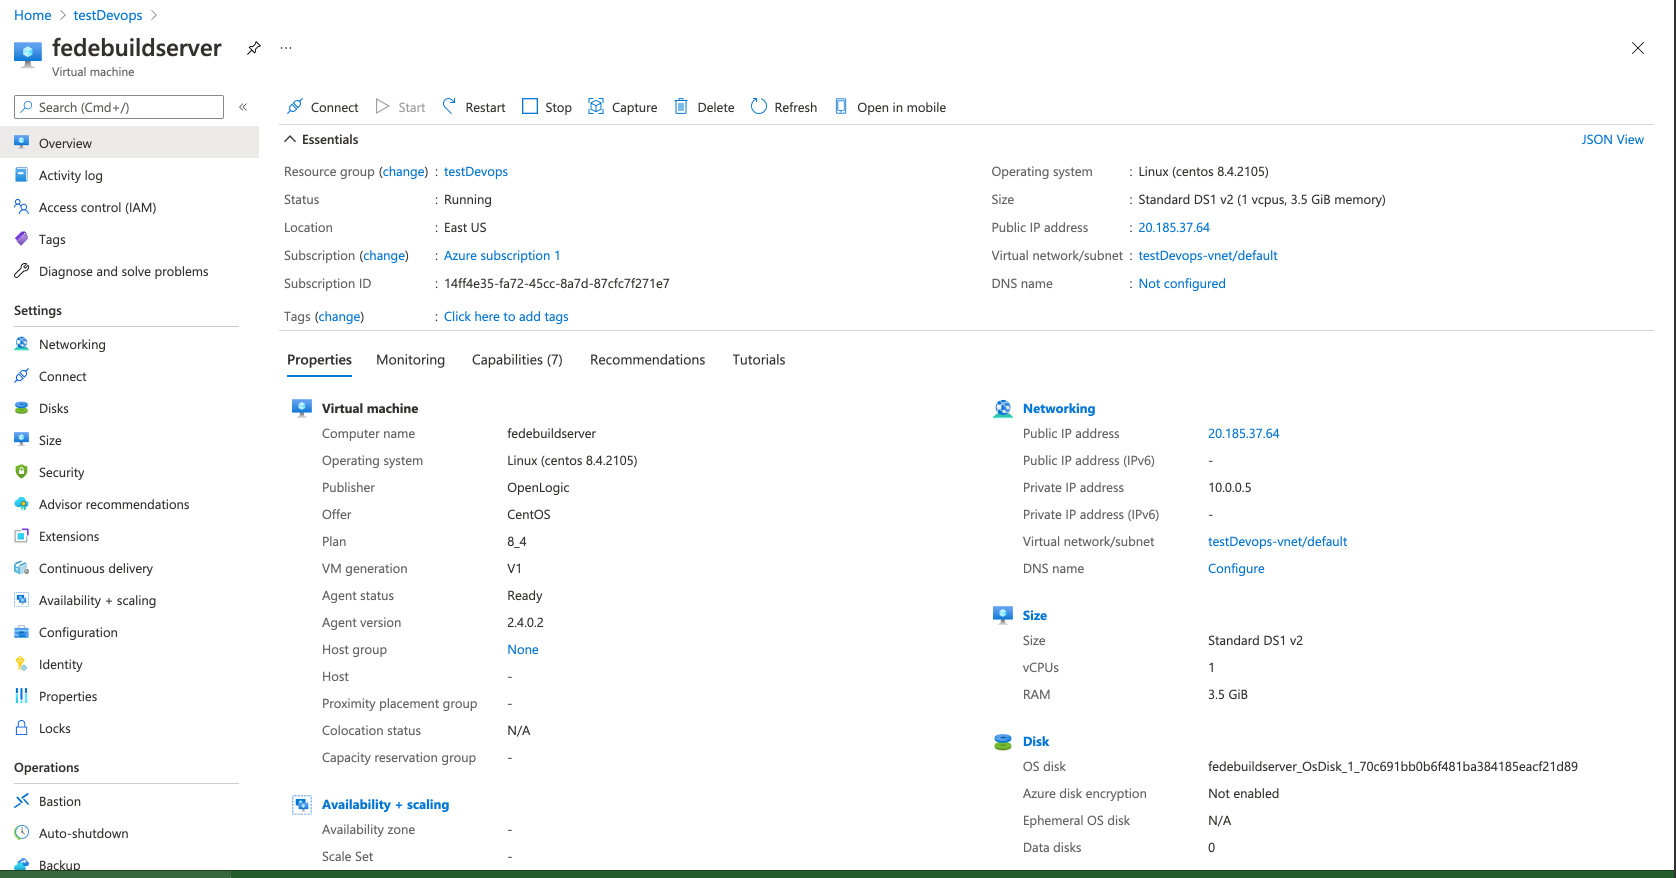 Home > testDevops >
fedebuildserver ...
Virtual machine
Search (Cmd+/) «
Overview
Activity log
Access control (IAM)
Tags
Diagnose and solve problems
Settings
Networking
Connect
Disks
Size
Security
Advisor recommendations
Extensions
Continuous delivery
Availability + scaling
Configuration
Identity
Properties
Locks
Operations
Bastion
Auto-shutdown
Backup
Connect Start Restart Stop Capture Delete Refresh Open in mobile
Essentials JSON View
Resource group (change) : testDevops
Status : Running
Location : East US
Subscription (change) : Azure subscription 1
Subscription ID : 14ff4e35-fa72-45cc-8a7d-87cfc7f271e7
Tags (change) : Click here to add tags
Operating system : Linux (centos 8.4.2105)
Size : Standard DS1 v2 (1 vcpus, 3.5 GiB memory)
Public IP address : 20.185.37.64
Virtual network/subnet : testDevops-vnet/default
DNS name : Not configured
Properties Monitoring Capabilities (7) Recommendations Tutorials
Virtual machine
Computer name fedebuildserver
Operating system Linux (centos 8.4.2105)
Publisher OpenLogic
Offer CentOS
Plan 8_4
VM generation V1
Agent status Ready
Agent version 2.4.0.2
Host group None
Host -
Proximity placement group -
Colocation status N/A
Capacity reservation group -
Availability + scaling
Availability zone -
Scale Set -
Networking
Public IP address 20.185.37.64
Public IP address (IPv6) -
Private IP address 10.0.0.5
Private IP address (IPv6) -
Virtual network/subnet testDevops-vnet/default
DNS name Configure
Size
Size Standard DS1 v2
vCPUs 1
RAM 3.5 GiB
Disk
OS disk fedebuildserver_OsDisk_1_70c691bb0b6f481ba384185eacf21d89
Azure disk encryption Not enabled
Ephemeral OS disk N/A
Data disks 0